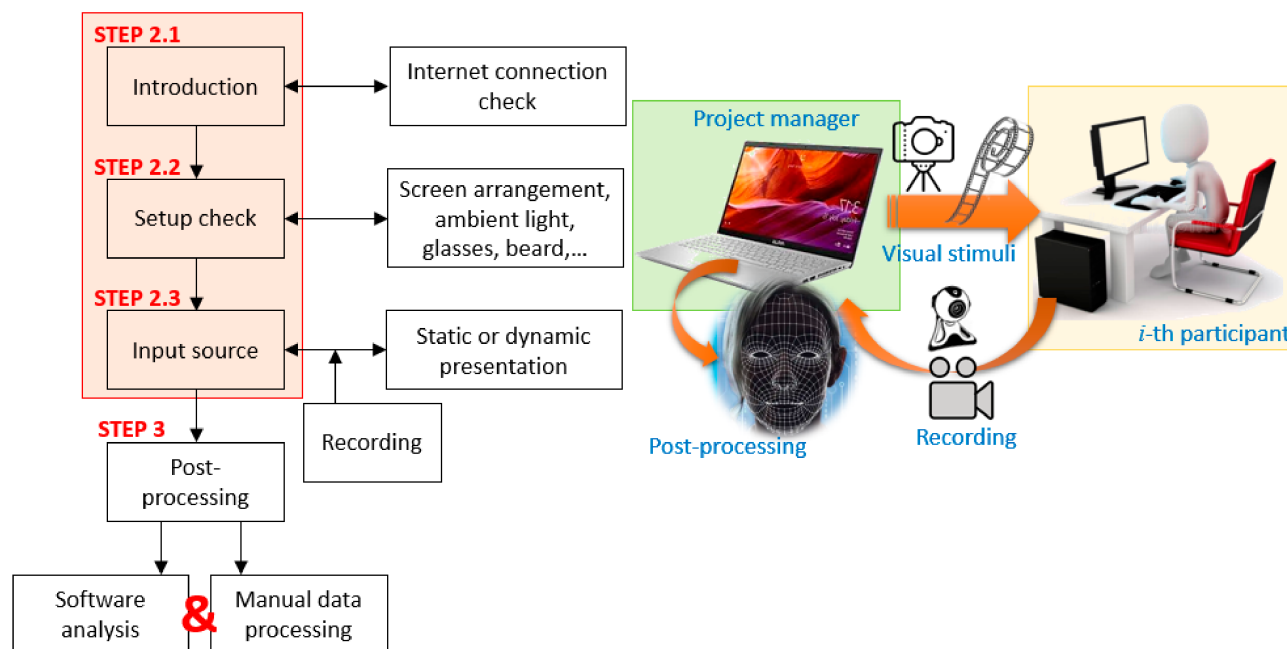 STEP 2.1
Introduction
Internet connection
check
STEP 2.2
Setup check
Screen arrangement,
ambient light,
glasses, beard,...
STEP 2.3
Input source
Static or dynamic
presentation
Recording
STEP 3
Post-
processing
Software
analysis
&
Manual data
processing
Project manager
3:17
Visual stimuli
i-th participant
Recording
Post-processing